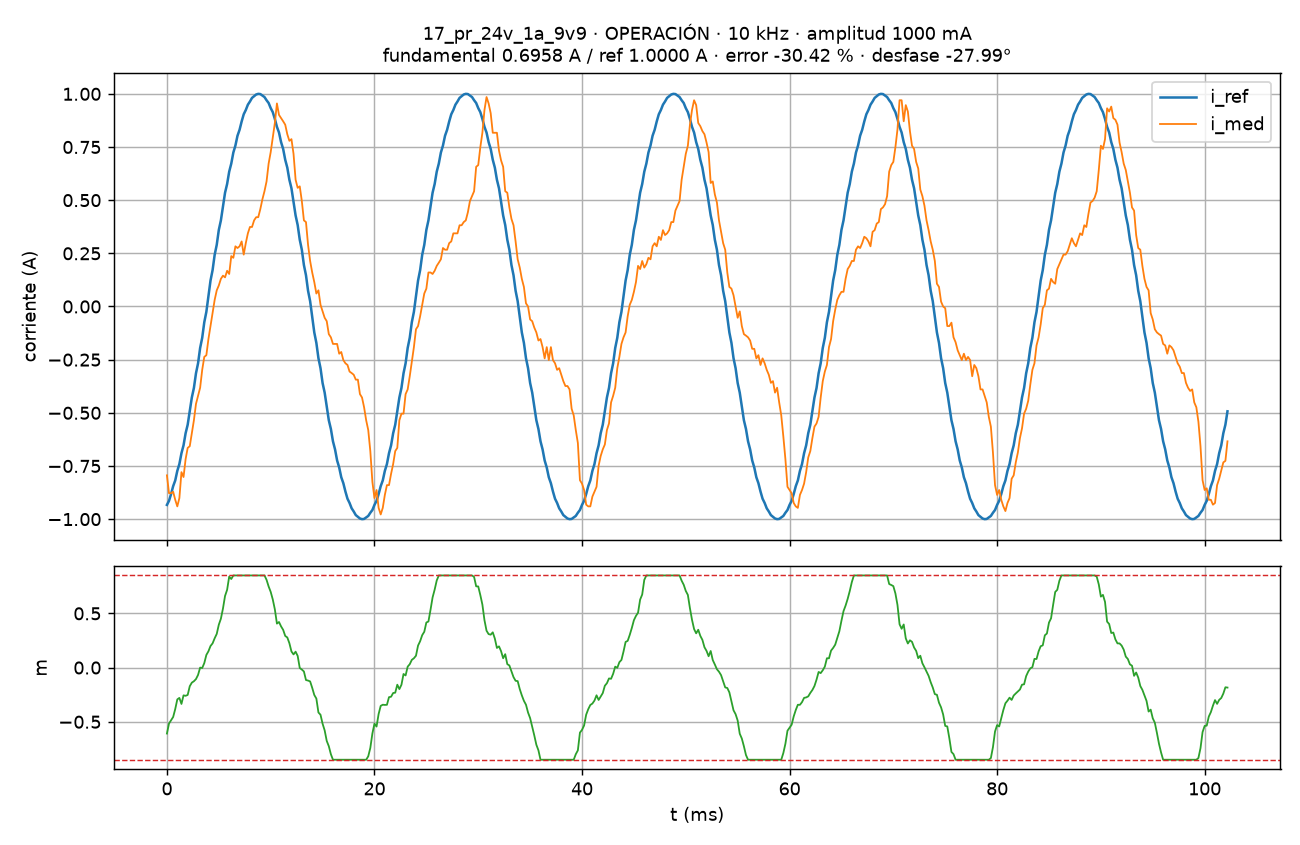 17_pr_24v_1a_9v9 · OPERACIÓN · 10 kHz · amplitud 1000 mA
fundamental 0.6958 A / ref 1.0000 A · error -30.42 % · desfase -27.99°
1.00
0.75
0.50
0.25
0.00
−0.25
−0.50
−0.75
−1.00
corriente (A)
i_ref
i_med
0.5
0.0
−0.5
m
0
20
40
60
80
100
t (ms)